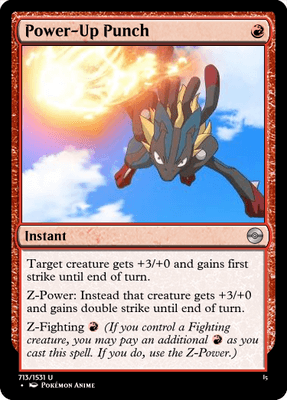 Power-Up Punch
Instant
Target creature gets +3/+0 and gains first
strike until end of turn.
Z-Power: Instead that creature gets +3/+0
and gains double strike until end of turn.
Z-Fighting (If you control a Fighting
creature, you may pay an additional as you
cast this spell. If you do, use the Z-Power.)
713/1531 U
ls
• Pokémon Anime